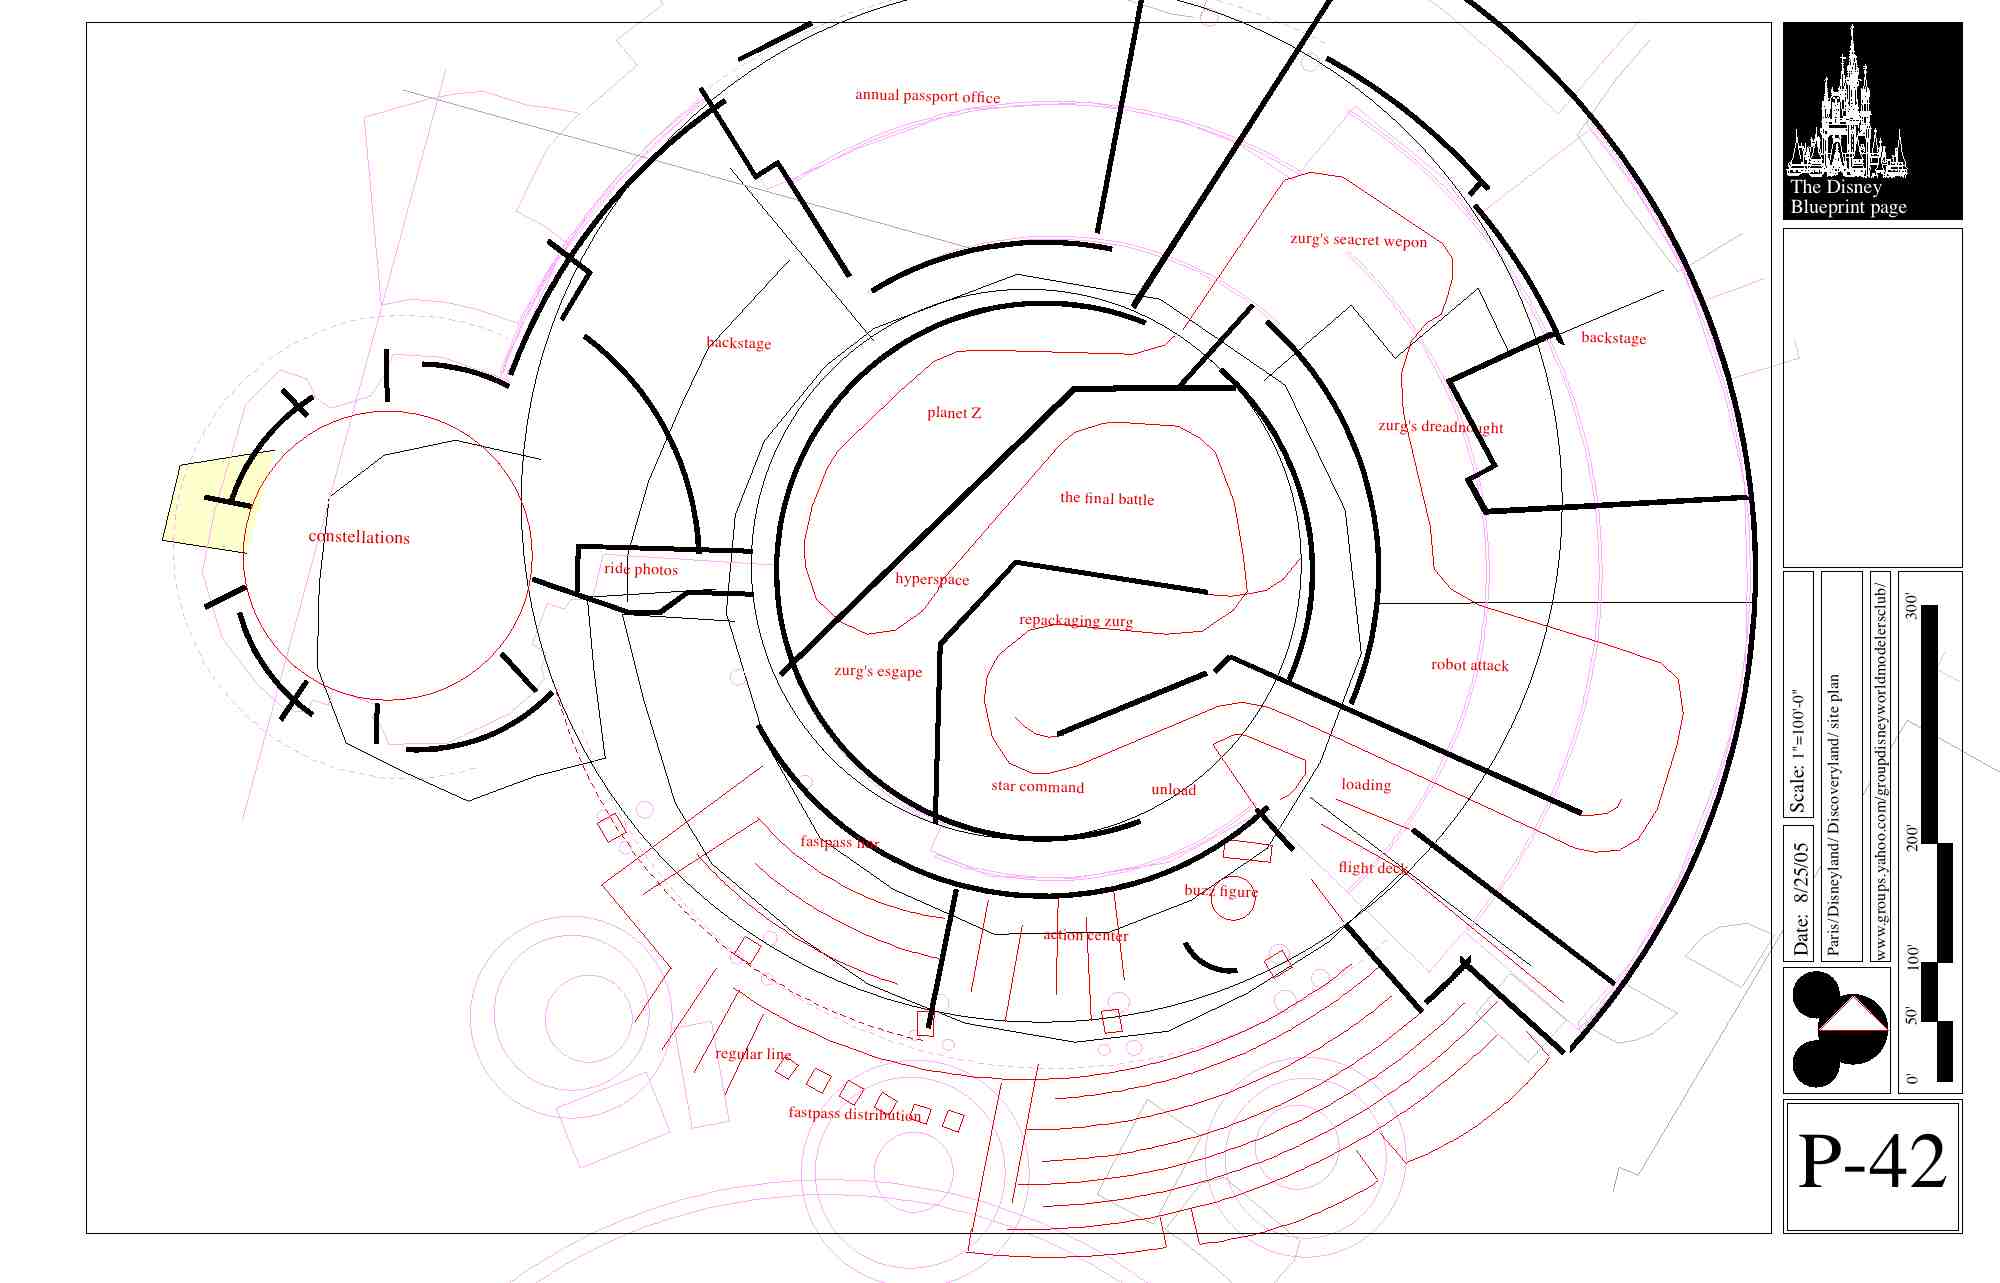 annual passport office
The Disney
Blueprint page
zurg's seacret wepon
backstage
backstage
planet Z
zurg's dreadnought
the final battle
constellations
ride photos
hyperspace
repackaging zurg
zurg's esgape
robot attack
star command
unload
loading
fastpass line
flight deck
buzz figure
action center
regular line
fastpass distribution
Scale: 1"=100'-0"
Date: 8/25/05
Paris/Disneyland/ Discoveryland/ site plan
www.groups.yahoo.com/groupdisneyworldmodelersclub/
300'
200'
100'
50'
0'
P-42